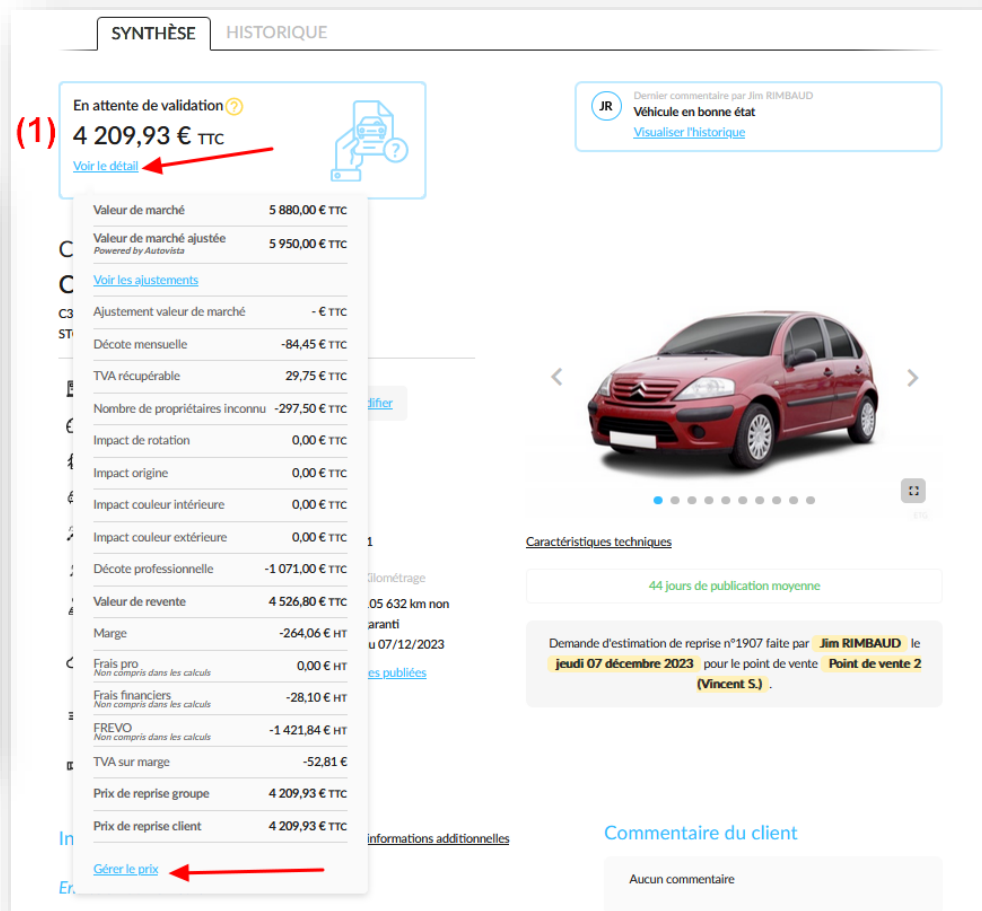 SYNTHÈSE
HISTORIQUE
(1)
En attente de validation ?
4 209,93 € TTC
Voir le détail
JR
Dernier commentaire par Jim RIMBAUD
Véhicule en bonne état
Visualiser l'historique
Valeur de marché 5 880,00 € TTC
Valeur de marché ajustée 5 950,00 € TTC
Powered by Autovista
Voir les ajustements
Ajustement valeur de marché - € TTC
Décote mensuelle -84,45 € TTC
TVA récupérable 29,75 € TTC
Nombre de propriétaires inconnu -297,50 € TTC
Impact de rotation 0,00 € TTC
Impact origine 0,00 € TTC
Impact couleur intérieure 0,00 € TTC
Impact couleur extérieure 0,00 € TTC
Décote professionnelle -1 071,00 € TTC
Valeur de revente 4 526,80 € TTC
Marge -264,06 € HT
Frais pro 0,00 € HT
Non compris dans les calculs
Frais financiers -28,10 € HT
Non compris dans les calculs
FREVO -1 421,84 € HT
Non compris dans les calculs
TVA sur marge -52,81 €
Prix de reprise groupe 4 209,93 € TTC
Prix de reprise client 4 209,93 € TTC
Gérer le prix
C
C
C3
ST
difier
1
Kilométrage
105 632 km non
garanti
u 07/12/2023
es publiées
In
informations additionnelles
En
Caractéristiques techniques
44 jours de publication moyenne
Demande d'estimation de reprise n°1907 faite par Jim RIMBAUD le
jeudi 07 décembre 2023 pour le point de vente Point de vente 2
(Vincent S.) .
Commentaire du client
Aucun commentaire